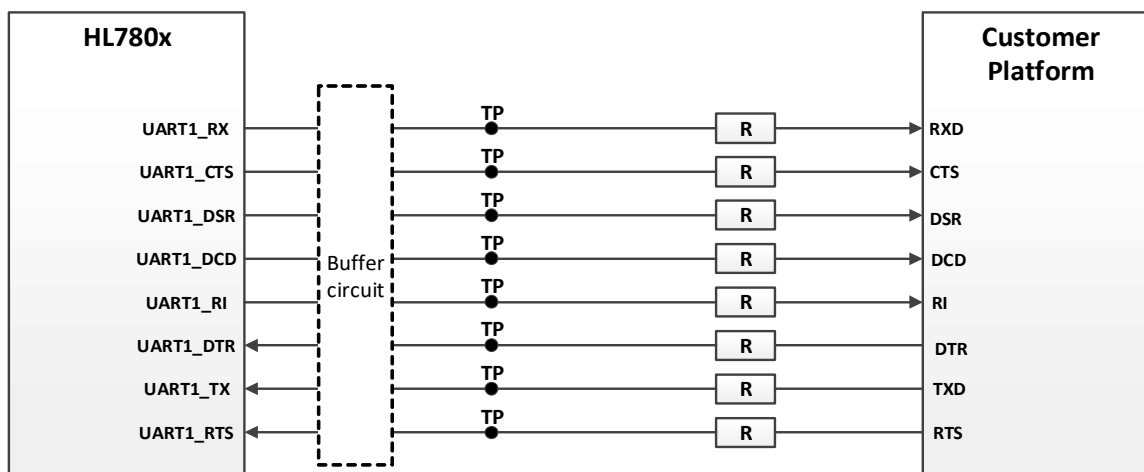 HL780x
Customer
Platform
UART1_RX TP R RXD
UART1_CTS TP R CTS
UART1_DSR TP R DSR
UART1_DCD TP R DCD
Buffer
circuit
UART1_RI TP R RI
UART1_DTR TP R DTR
UART1_TX TP R TXD
UART1_RTS TP R RTS